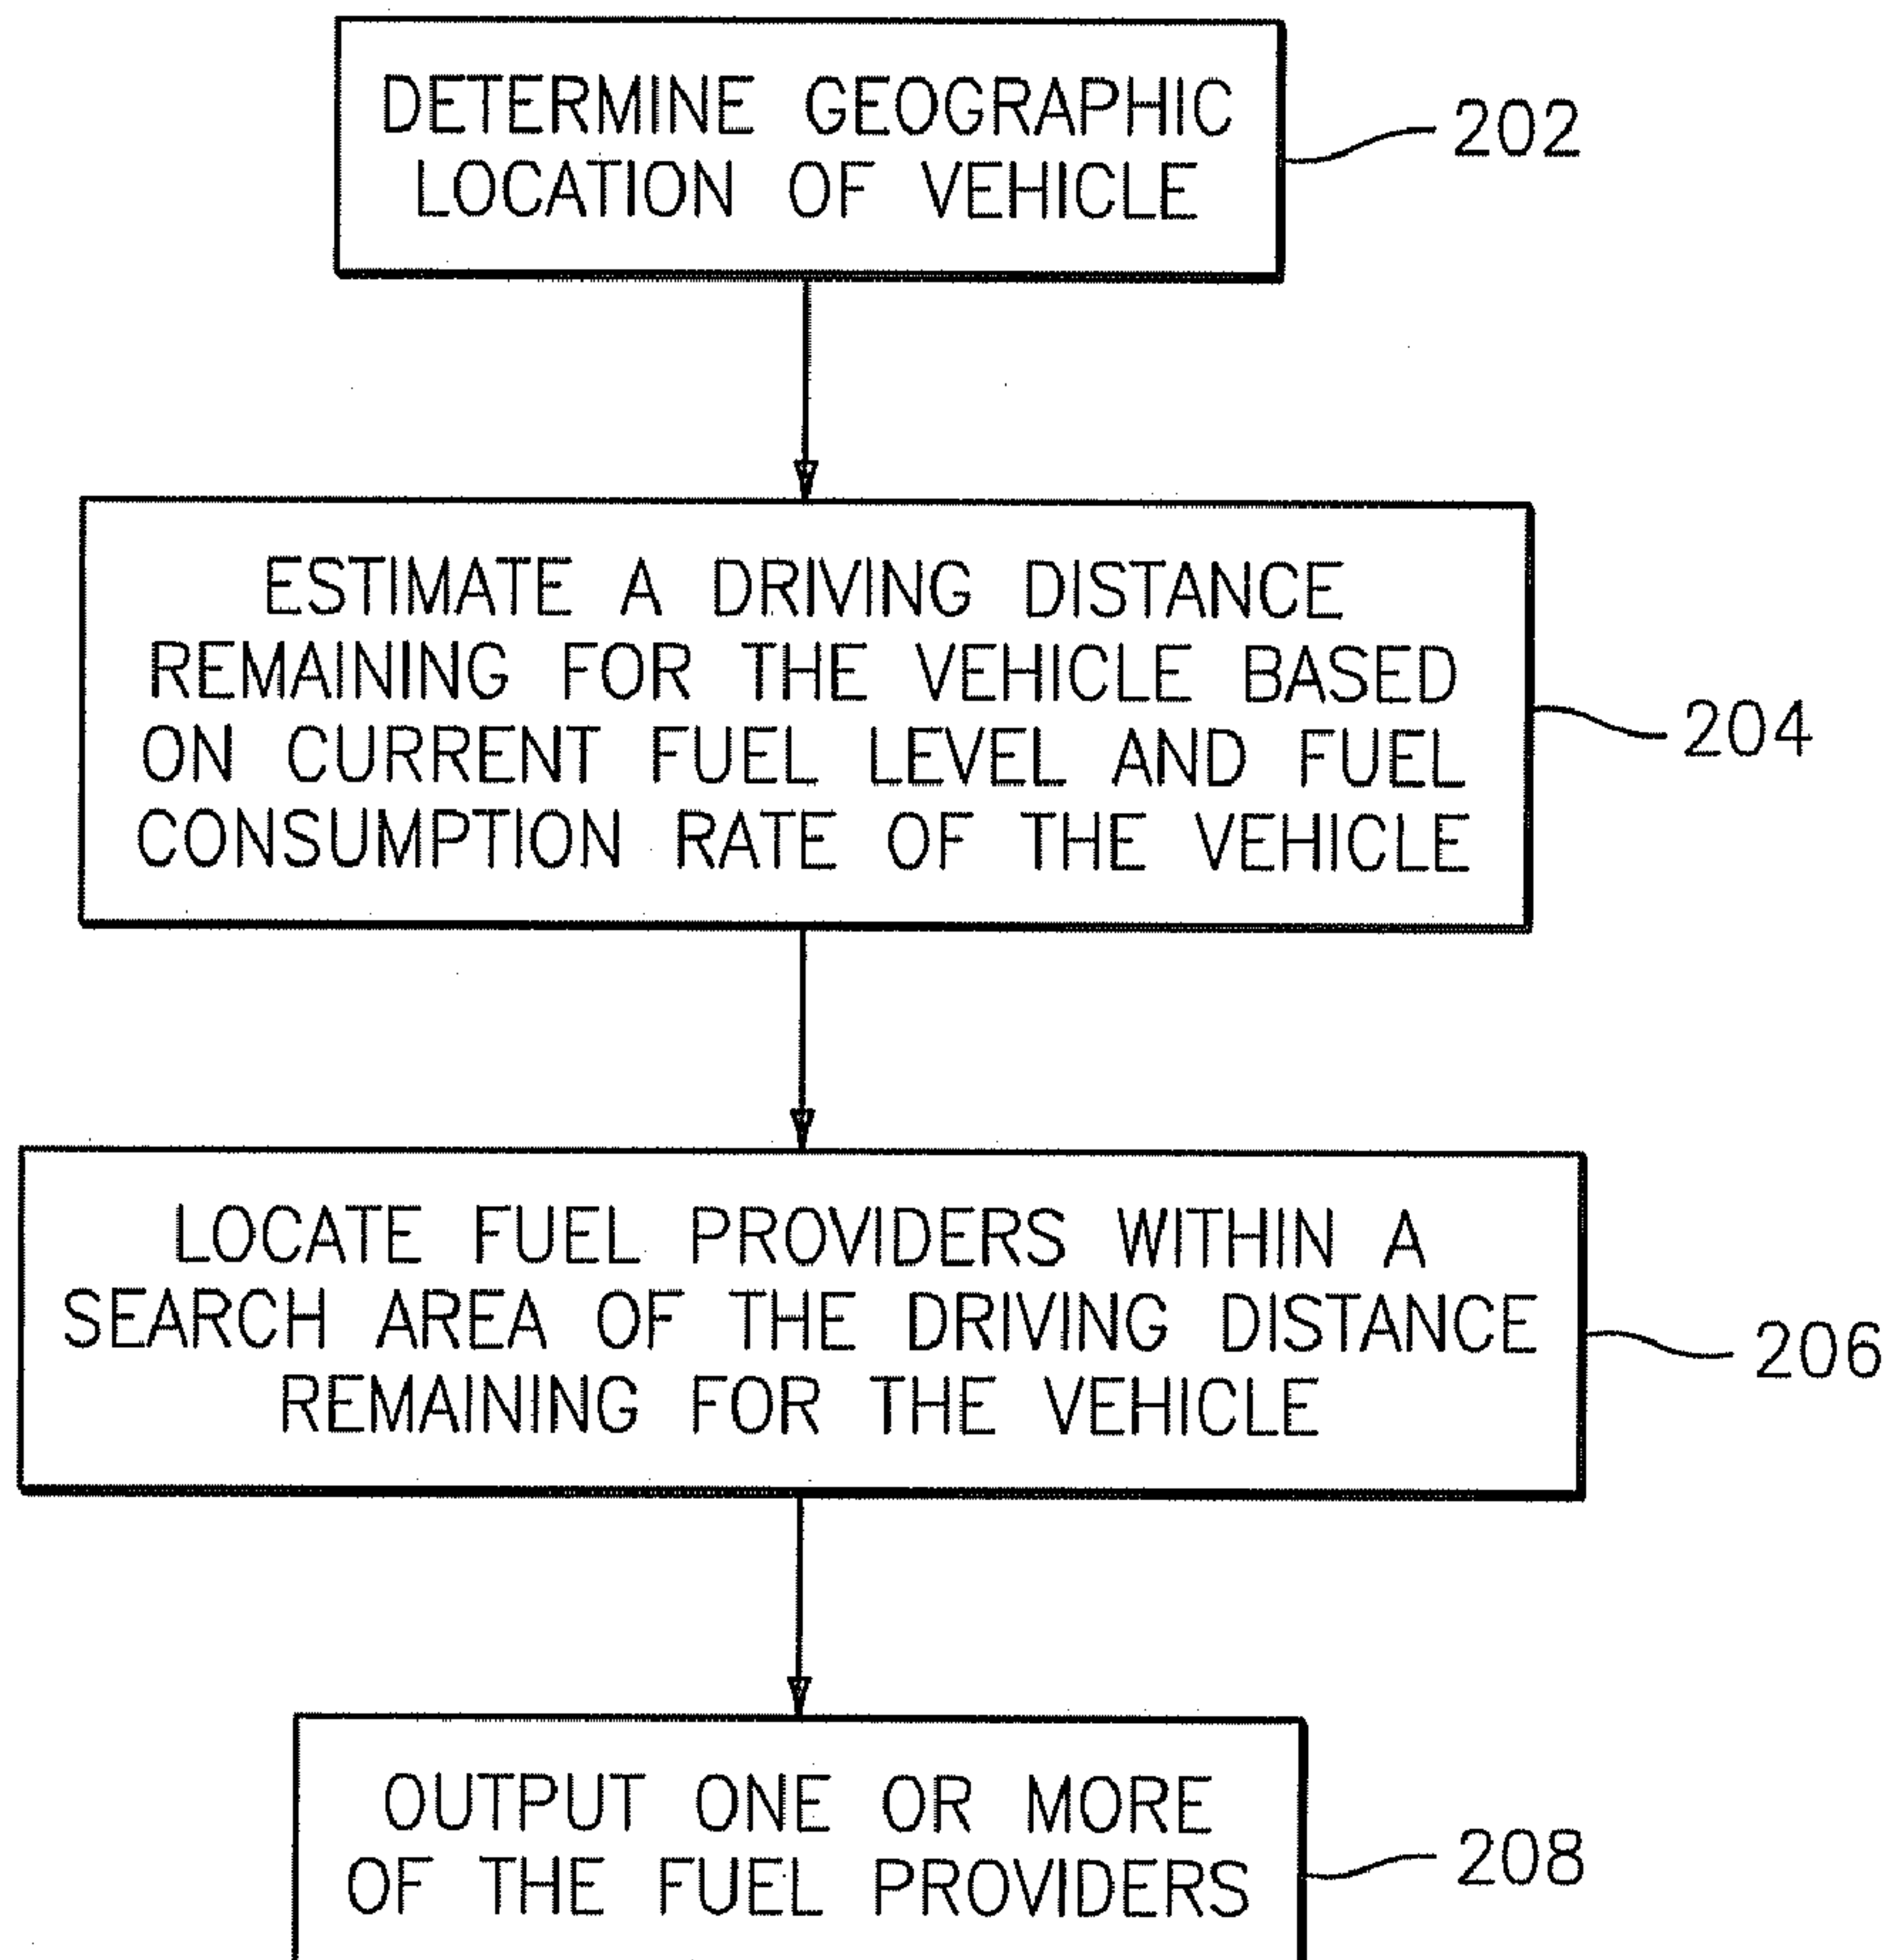 DETERMINE GEOGRAPHIC
LOCATION OF VEHICLE
202
ESTIMATE A DRIVING DISTANCE
REMAINING FOR THE VEHICLE BASED
ON CURRENT FUEL LEVEL AND FUEL
CONSUMPTION RATE OF THE VEHICLE
204
LOCATE FUEL PROVIDERS WITHIN A
SEARCH AREA OF THE DRIVING DISTANCE
REMAINING FOR THE VEHICLE
206
OUTPUT ONE OR MORE
OF THE FUEL PROVIDERS
208